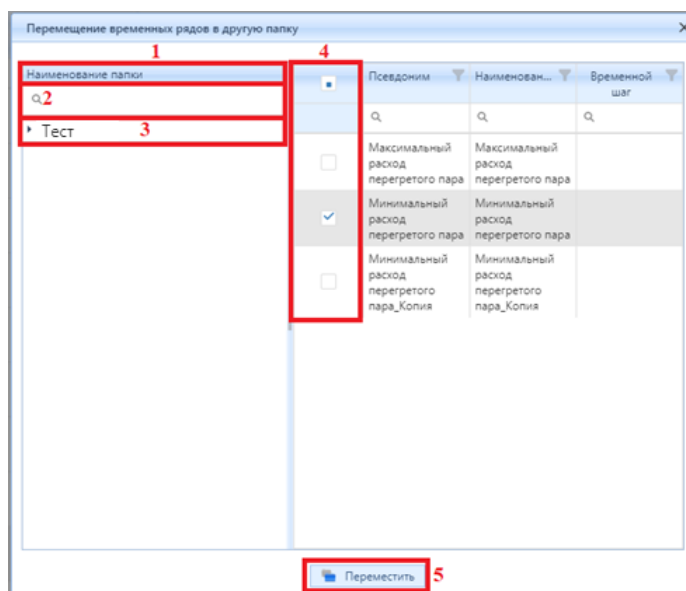 Перемещение временных рядов в другую папку
1
4
Наименование папки
Псевдоним
Наименован...
Временной
шаг
2
Тест
3
Максимальный
расход
перегретого пара
Максимальный
расход
перегретого пара
Минимальный
расход
перегретого пара
Минимальный
расход
перегретого пара
Минимальный
расход
перегретого
пара_Копия
Минимальный
расход
перегретого
пара_Копия
Переместить
5